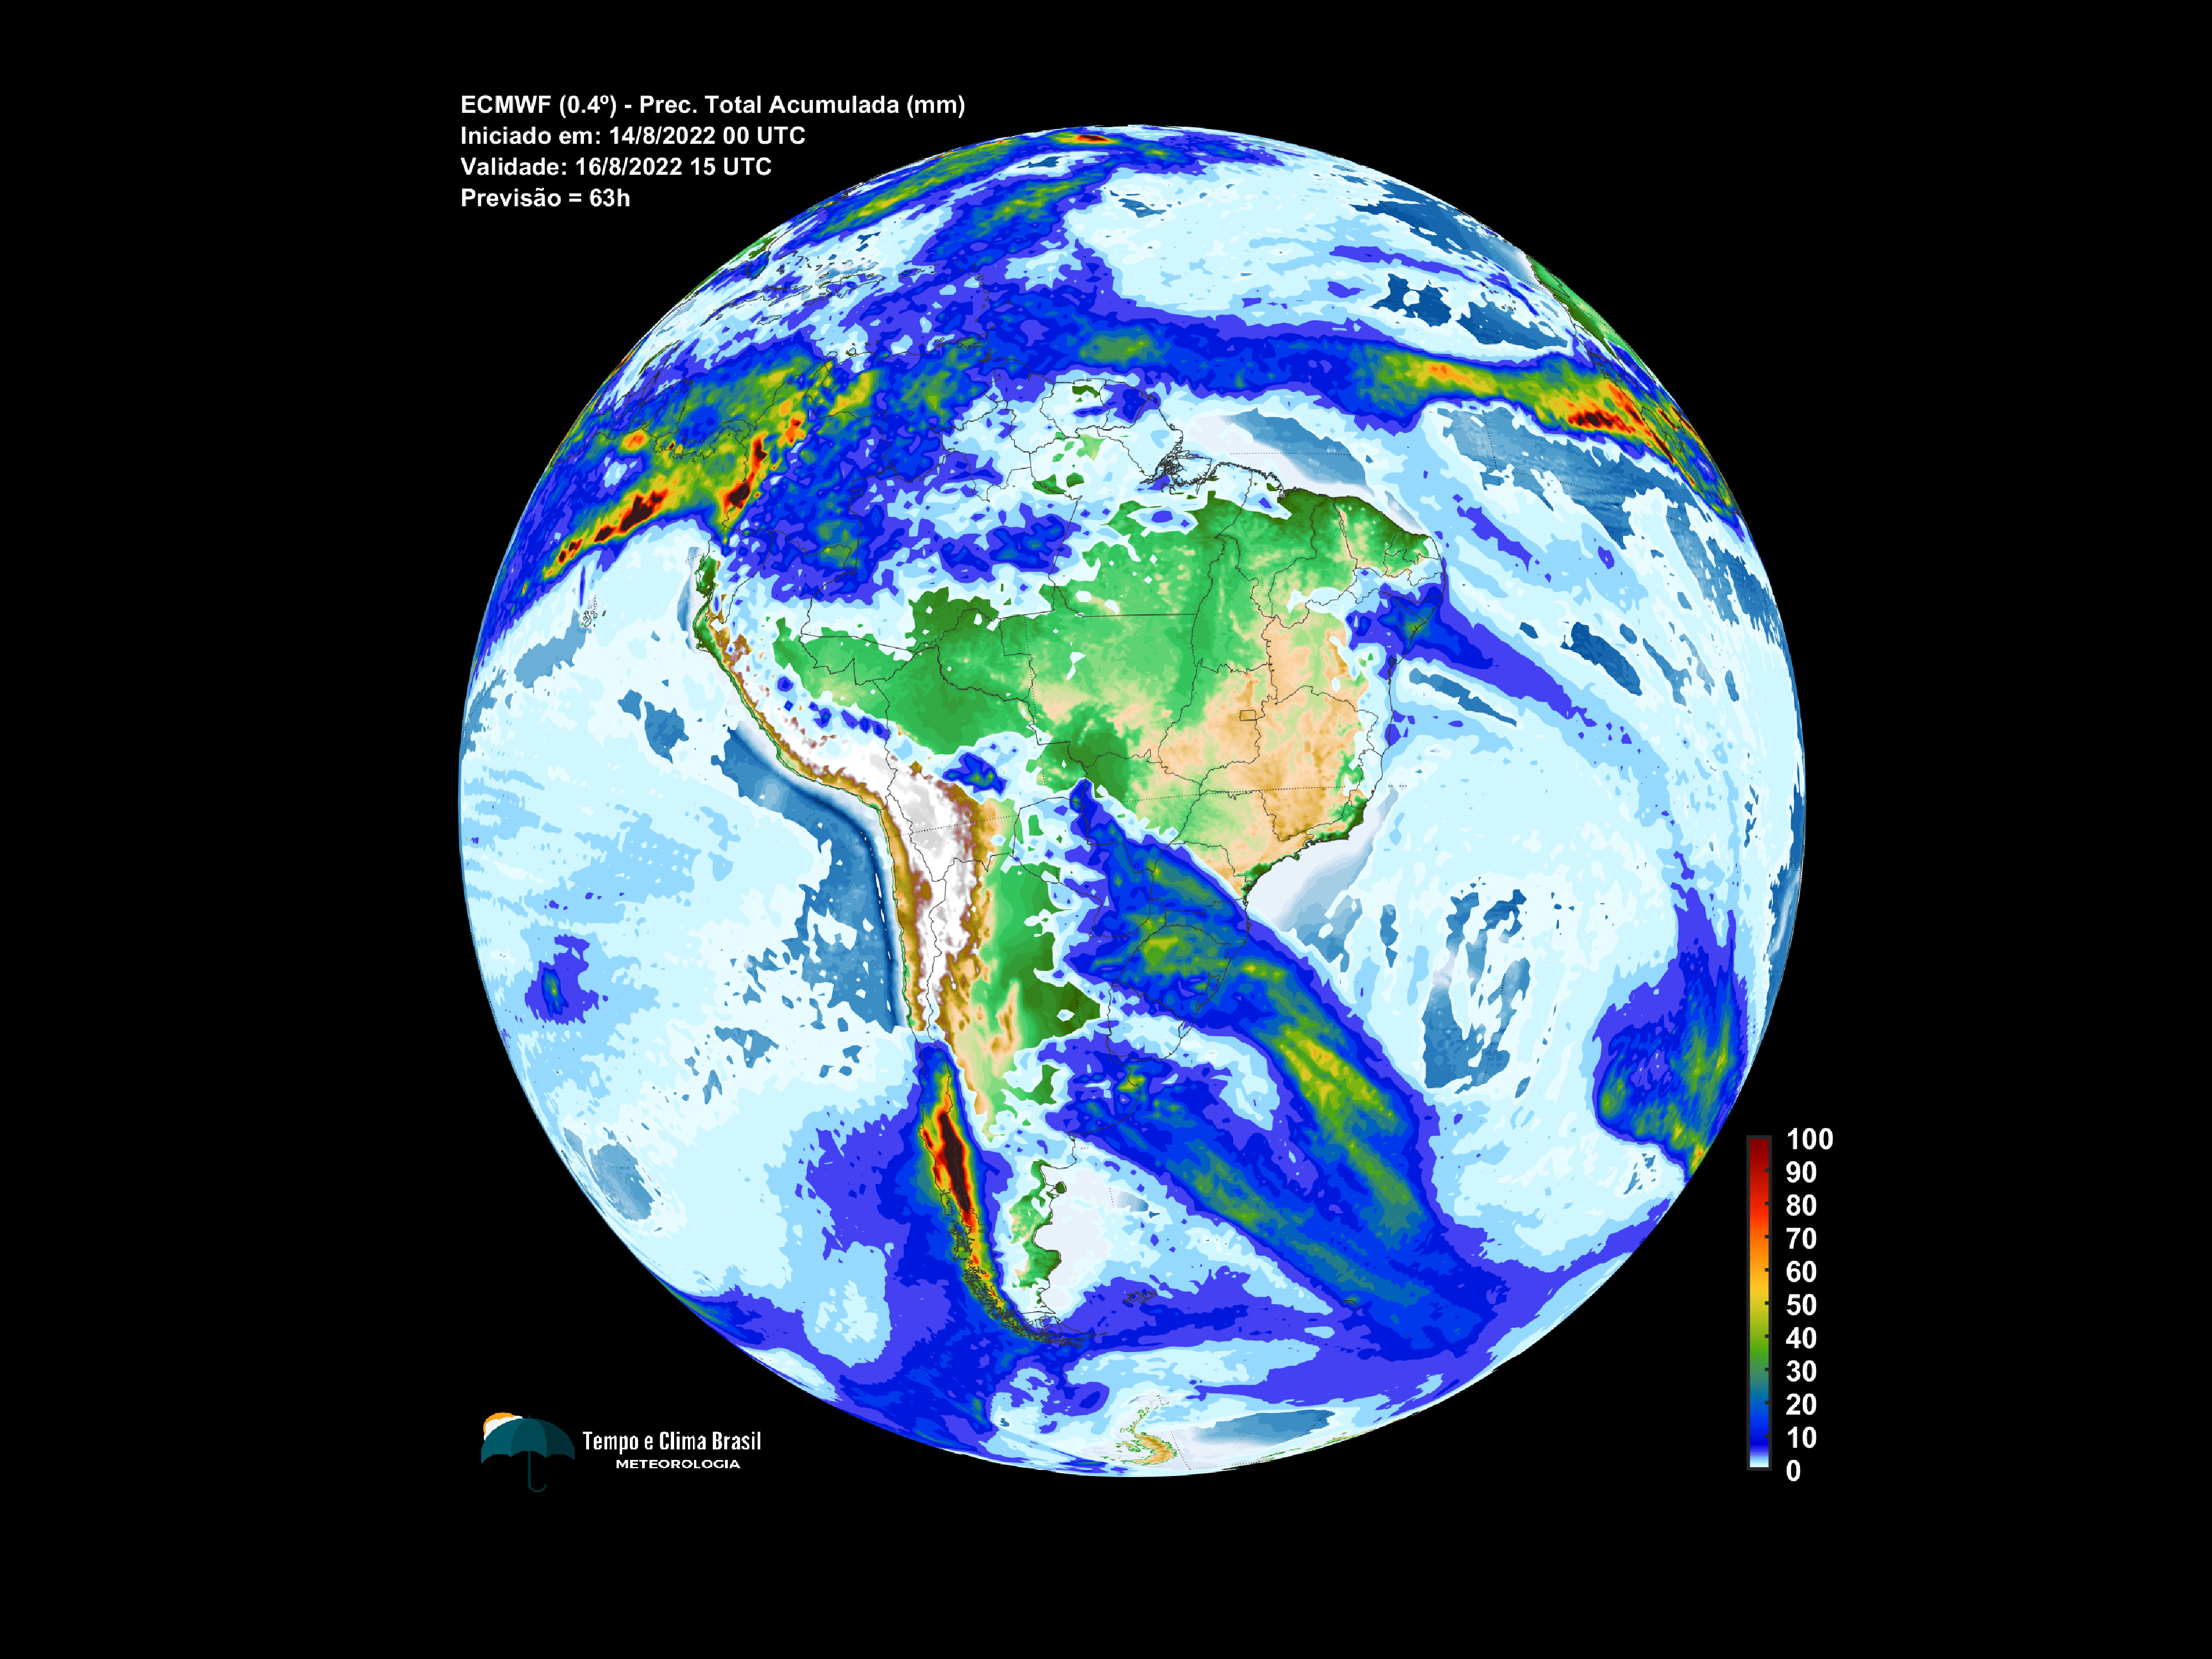 ECMWF (0.4º) - Prec. Total Acumulada (mm)
Iniciado em: 14/8/2022 00 UTC
Validade: 16/8/2022 15 UTC
Previsão = 63h
100
90
80
70
60
50
40
30
20
10
0
Tempo e Clima Brasil
METEOROLOGIA